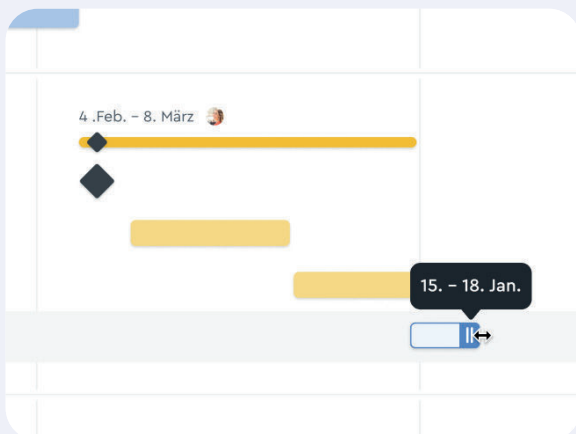 4 .Feb. – 8. März
15. – 18. Jan.